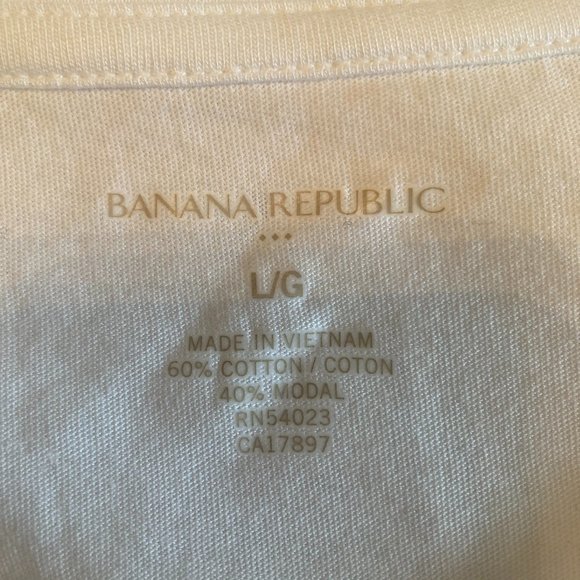 BANANA REPUBLIC
L/G
MADE IN VIETNAM
60% COTTON / COTON
40% MODAL
RN54023
CA17897